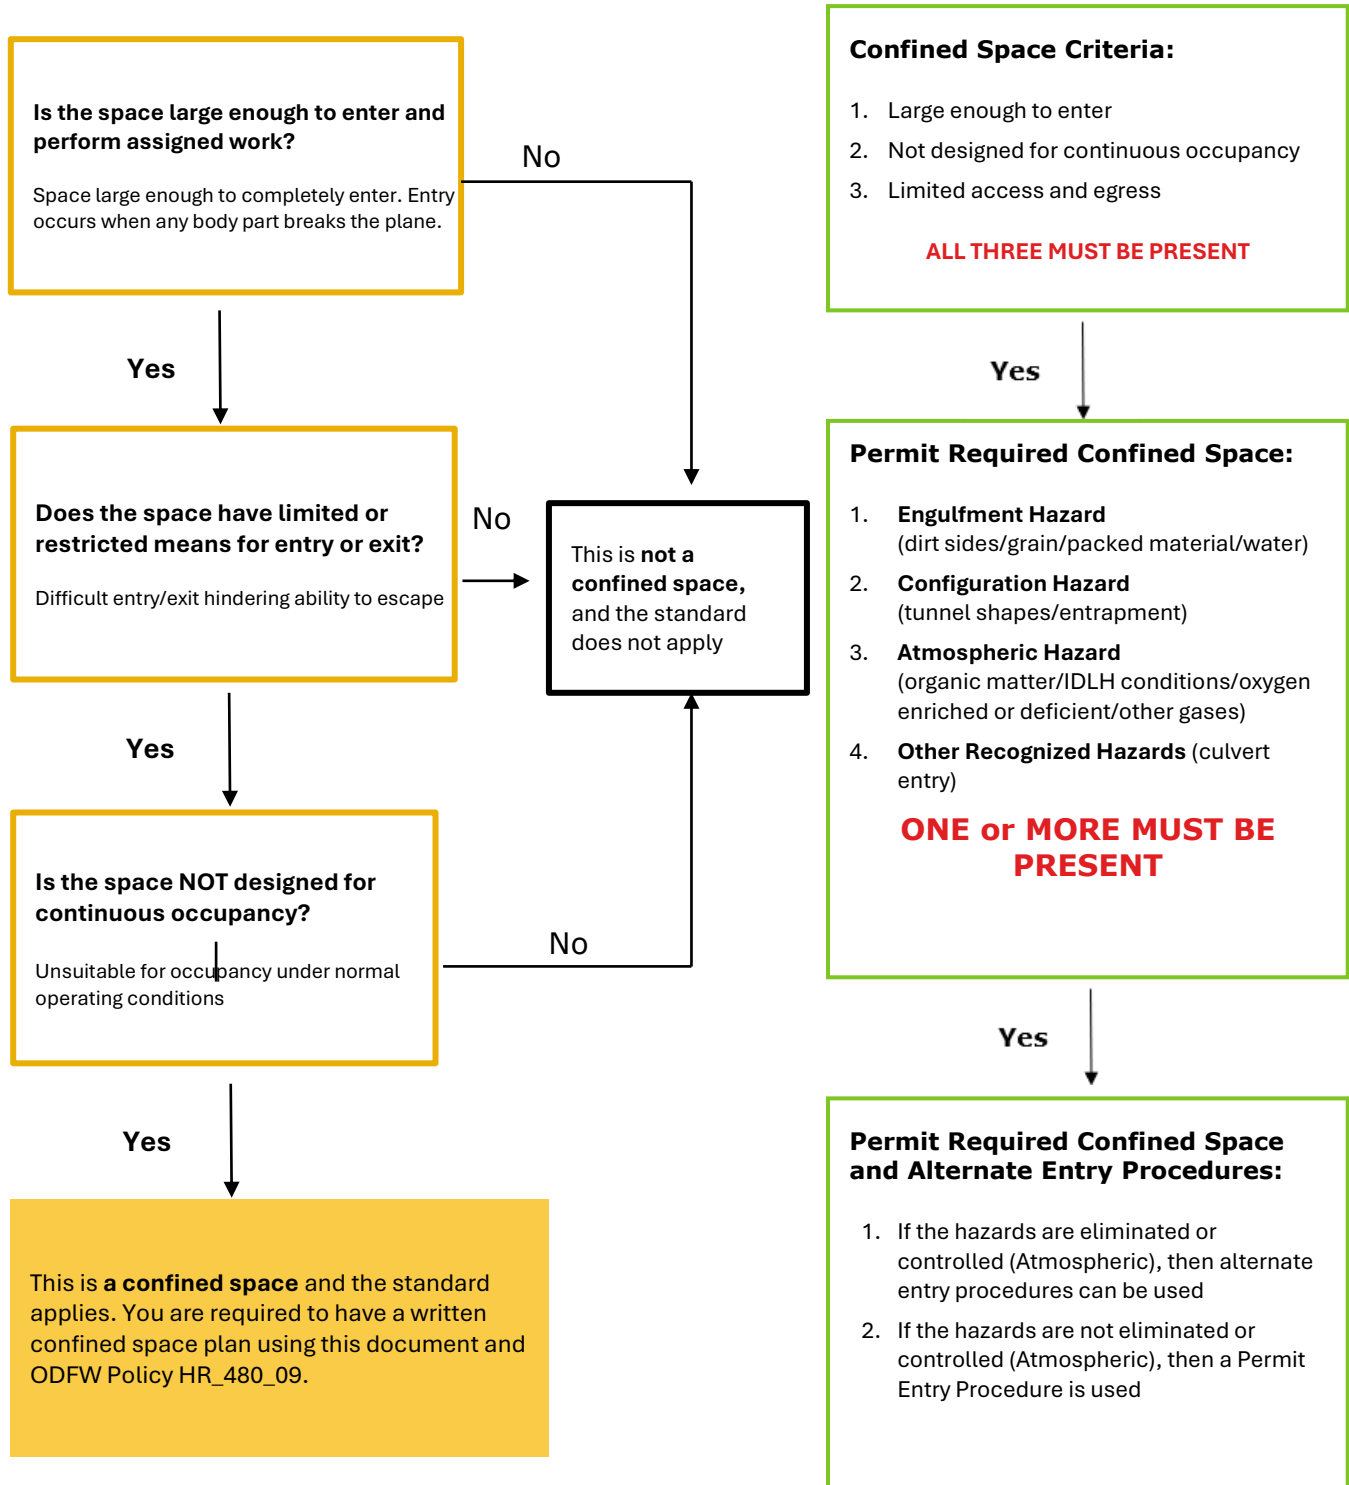 Is the space large enough to enter and
perform assigned work?
Space large enough to completely enter. Entry
occurs when any body part breaks the plane.
No
Yes
Does the space have limited or
restricted means for entry or exit?
Difficult entry/exit hindering ability to escape
No
This is not a
confined space,
and the standard
does not apply
Yes
Is the space NOT designed for
continuous occupancy?
Unsuitable for occupancy under normal
operating conditions
No
Yes
This is a confined space and the standard
applies. You are required to have a written
confined space plan using this document and
ODFW Policy HR_480_09.
Confined Space Criteria:
1. Large enough to enter
2. Not designed for continuous occupancy
3. Limited access and egress
ALL THREE MUST BE PRESENT
Yes
Permit Required Confined Space:
1. Engulfment Hazard
(dirt sides/grain/packed material/water)
2. Configuration Hazard
(tunnel shapes/entrapment)
3. Atmospheric Hazard
(organic matter/IDLH conditions/oxygen
enriched or deficient/other gases)
4. Other Recognized Hazards (culvert
entry)
ONE or MORE MUST BE
PRESENT
Yes
Permit Required Confined Space
and Alternate Entry Procedures:
1. If the hazards are eliminated or
controlled (Atmospheric), then alternate
entry procedures can be used
2. If the hazards are not eliminated or
controlled (Atmospheric), then a Permit
Entry Procedure is used